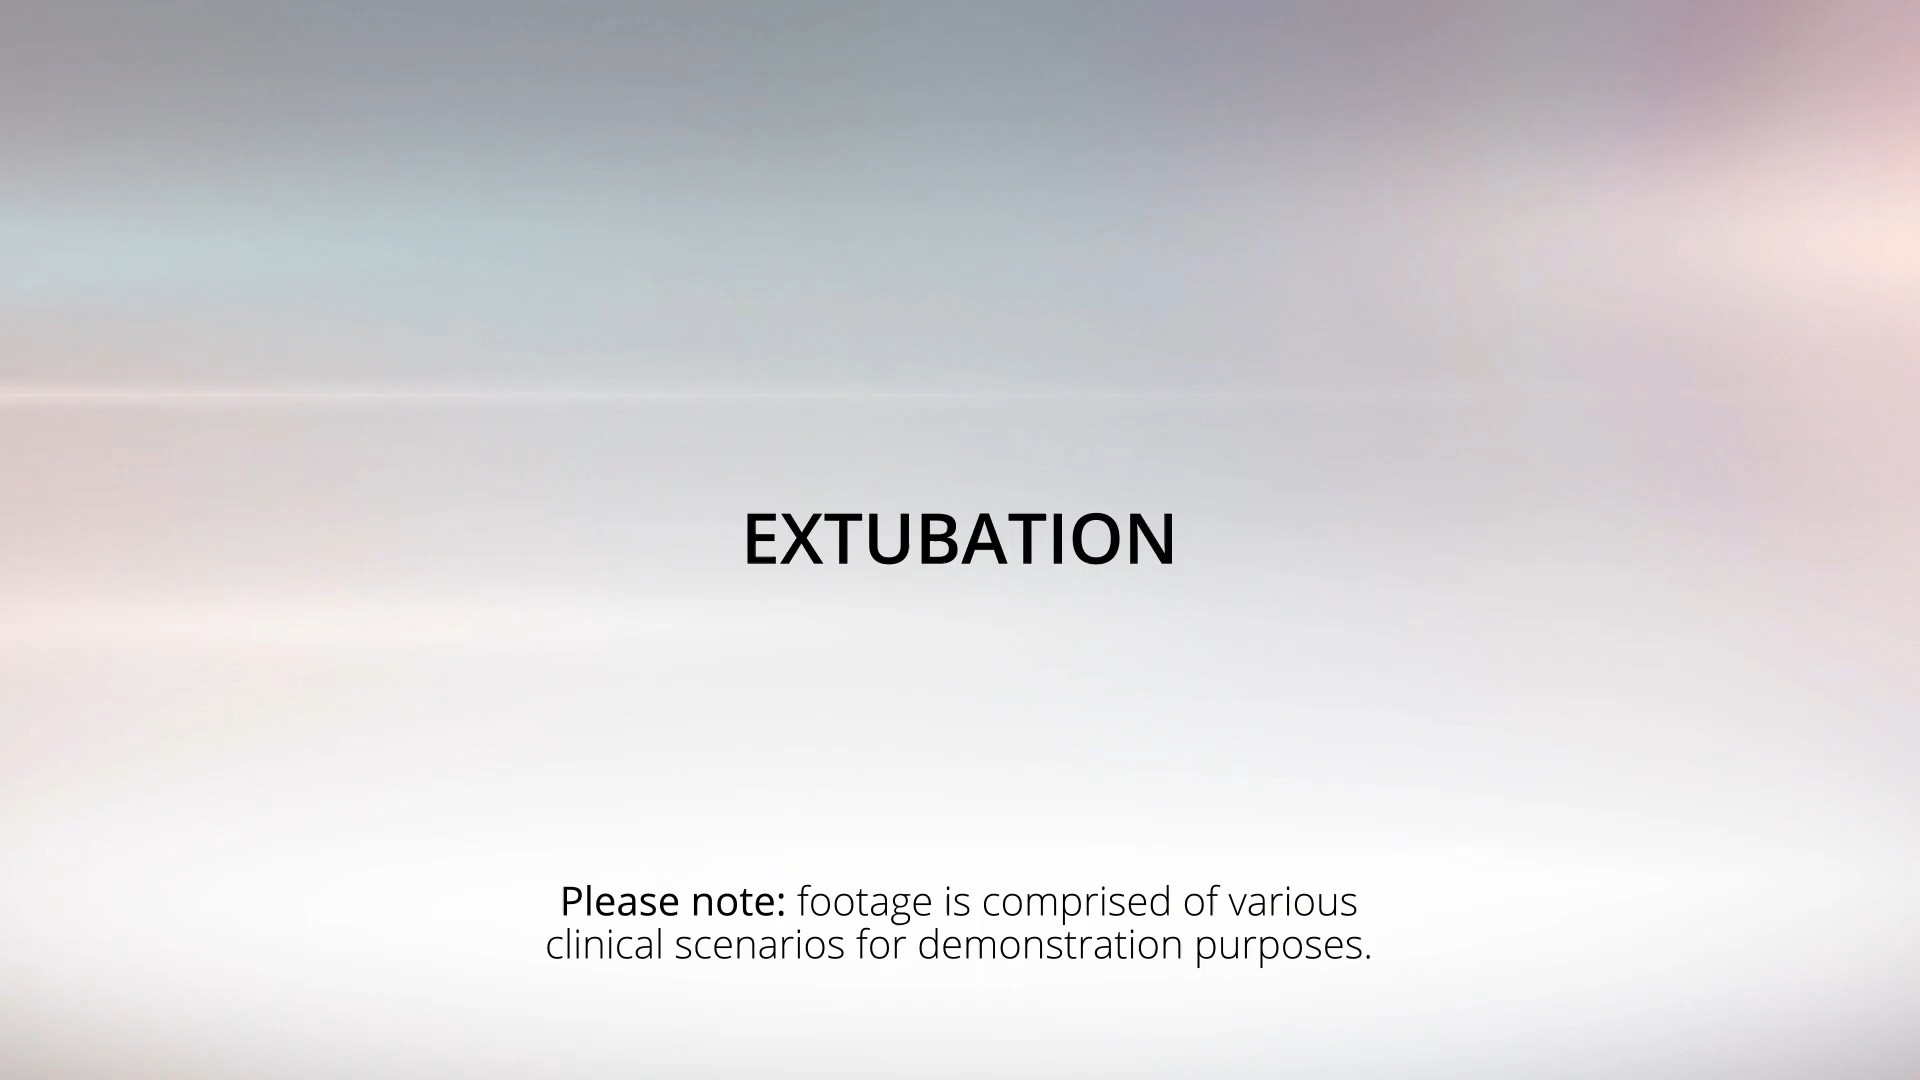 EXTUBATION
Please note: footage is comprised of various
clinical scenarios for demonstration purposes.